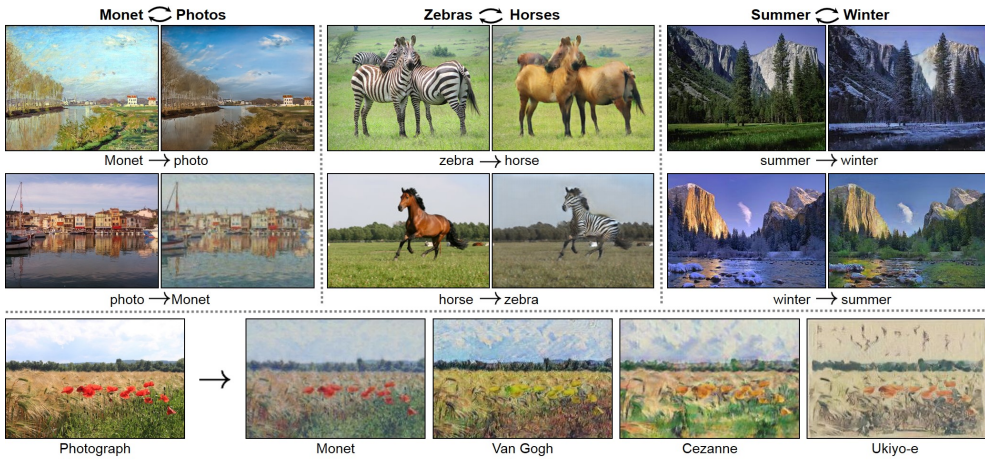 Monet ⇄ Photos
Zebras ⇄ Horses
Summer ⇄ Winter
Monet → photo
zebra → horse
summer → winter
photo → Monet
horse → zebra
winter → summer
Photograph
Monet
Van Gogh
Cezanne
Ukiyo-e